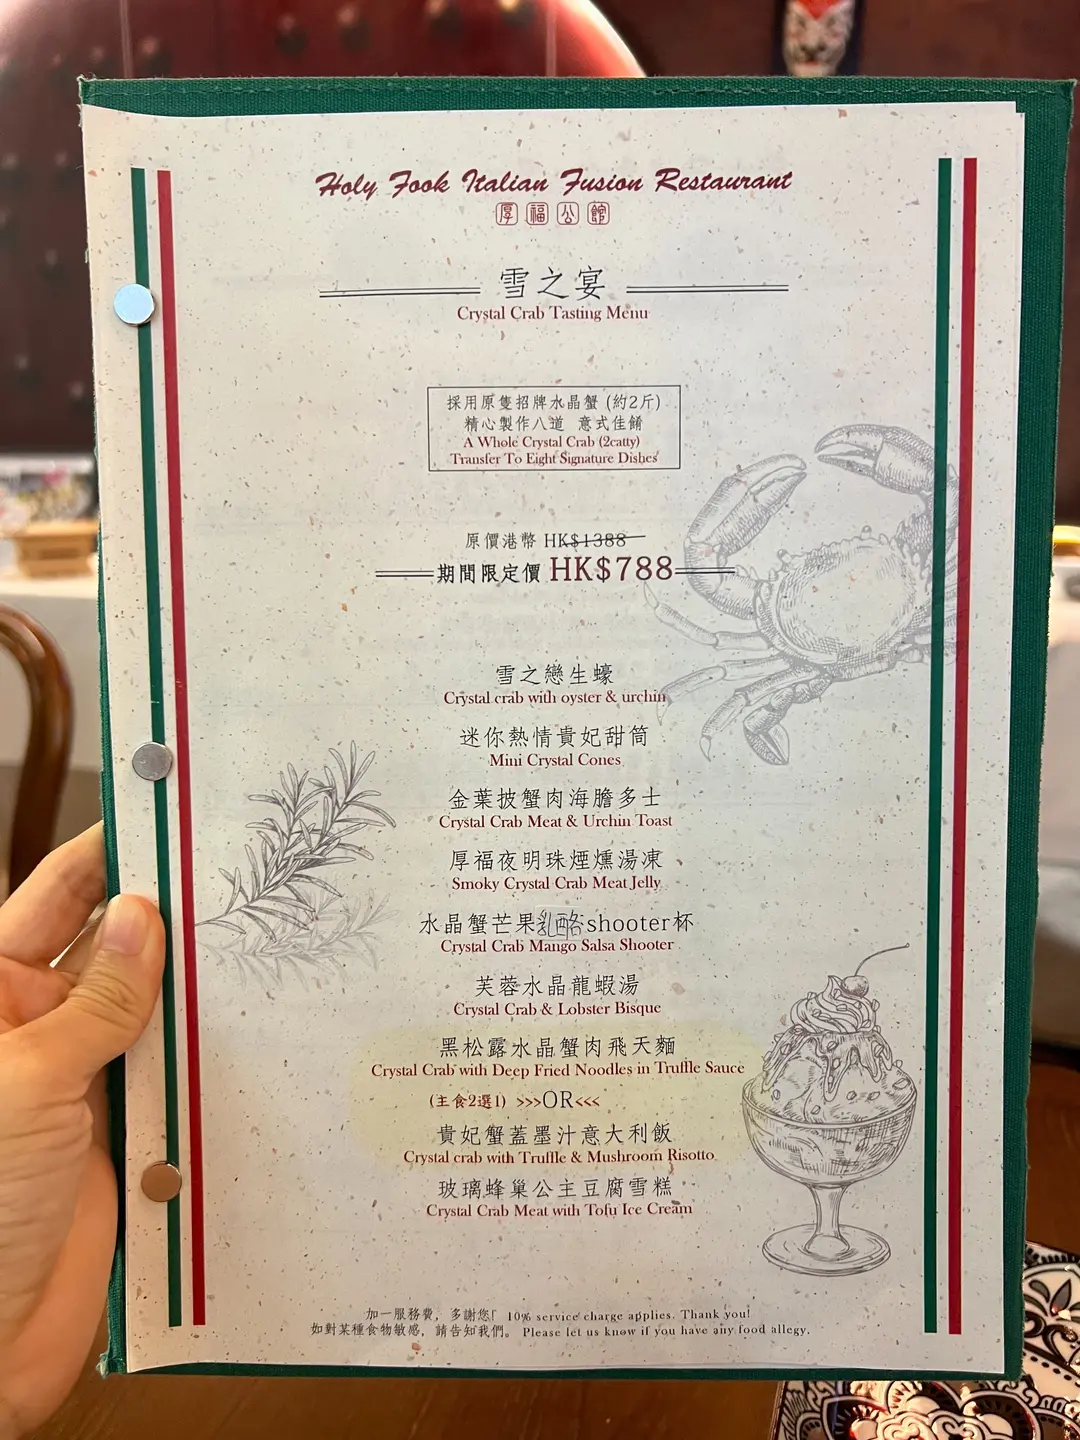 Holy Fook Italian Fusion Restaurant
厚福公館
雪之宴
Crystal Crab Tasting Menu
採用原隻招牌水晶蟹 (約2斤)
精心製作八道 意式佳餚
A Whole Crystal Crab (2catty)
Transfer To Eight Signature Dishes
原價港幣 HK$1388
期間限定價 HK$788
雪之戀生蠔
Crystal crab with oyster & urchin
迷你熱情貴妃甜筒
Mini Crystal Cones
金葉披蟹肉海膽多士
Crystal Crab Meat & Urchin Toast
厚福夜明珠煙燻湯凍
Smoky Crystal Crab Meat Jelly
水晶蟹芒果乳酪shooter杯
Crystal Crab Mango Salsa Shooter
芙蓉水晶龍蝦湯
Crystal Crab & Lobster Bisque
黑松露水晶蟹肉飛天麵
Crystal Crab with Deep Fried Noodles in Truffle Sauce
(主食2選1) >>>OR<<<
貴妃蟹蓋墨汁意大利飯
Crystal crab with Truffle & Mushroom Risotto
玻璃蜂巢公主豆腐雪糕
Crystal Crab Meat with Tofu Ice Cream
加一服務費, 多謝您「 10% service charge applies. Thank you!
如對某種食物敏感, 請告知我們。 Please let us know if you have any food allegy.